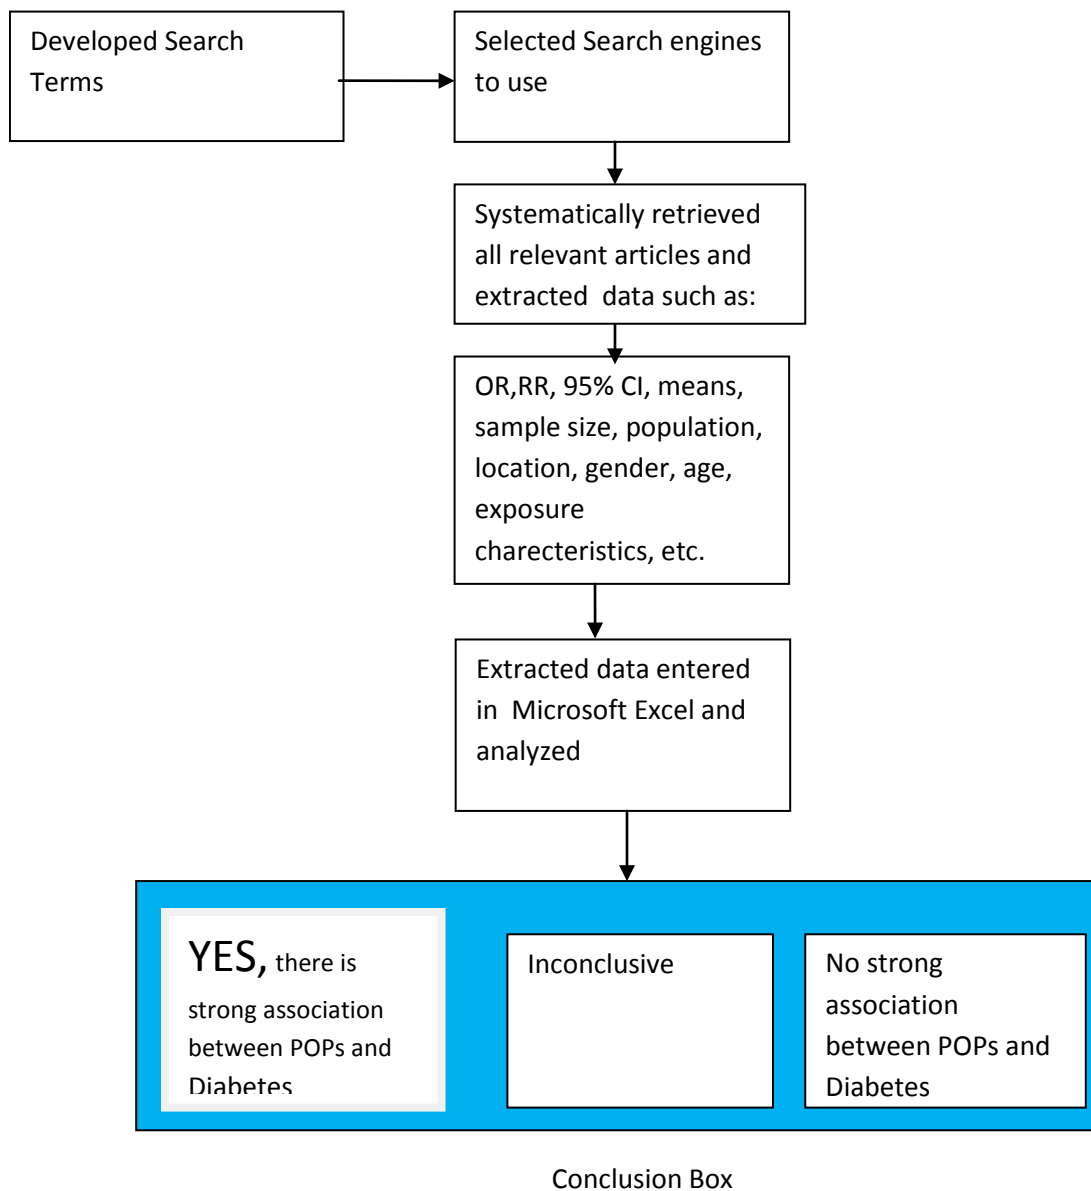 Developed Search
Terms
Selected Search engines
to use
Systematically retrieved
all relevant articles and
extracted  data such as:
OR,RR, 95% CI, means,
sample size, population,
location, gender, age,
exposure
charecteristics, etc.
Extracted data entered
in  Microsoft Excel and
analyzed
YES, there is
strong association
between POPs and
Diabetes
Inconclusive
No strong
association
between POPs and
Diabetes
Conclusion Box